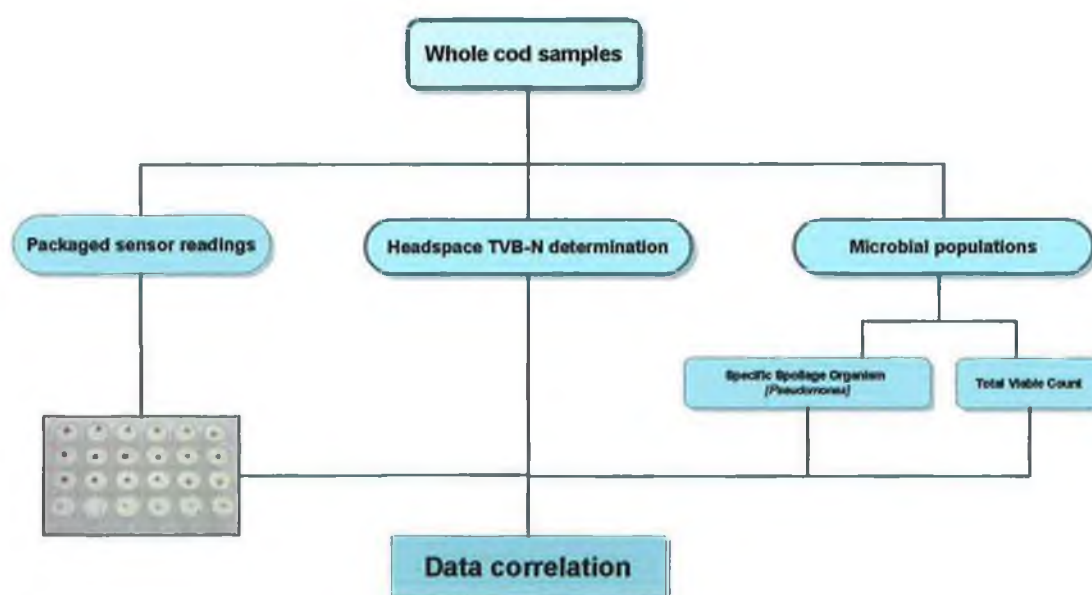 Whole cod samples
Packaged sensor readings
Headspace TVB-N determination
Microbial populations
Specific Spoilage Organism
[Pseudomonas]
Total Viable Count
Data correlation